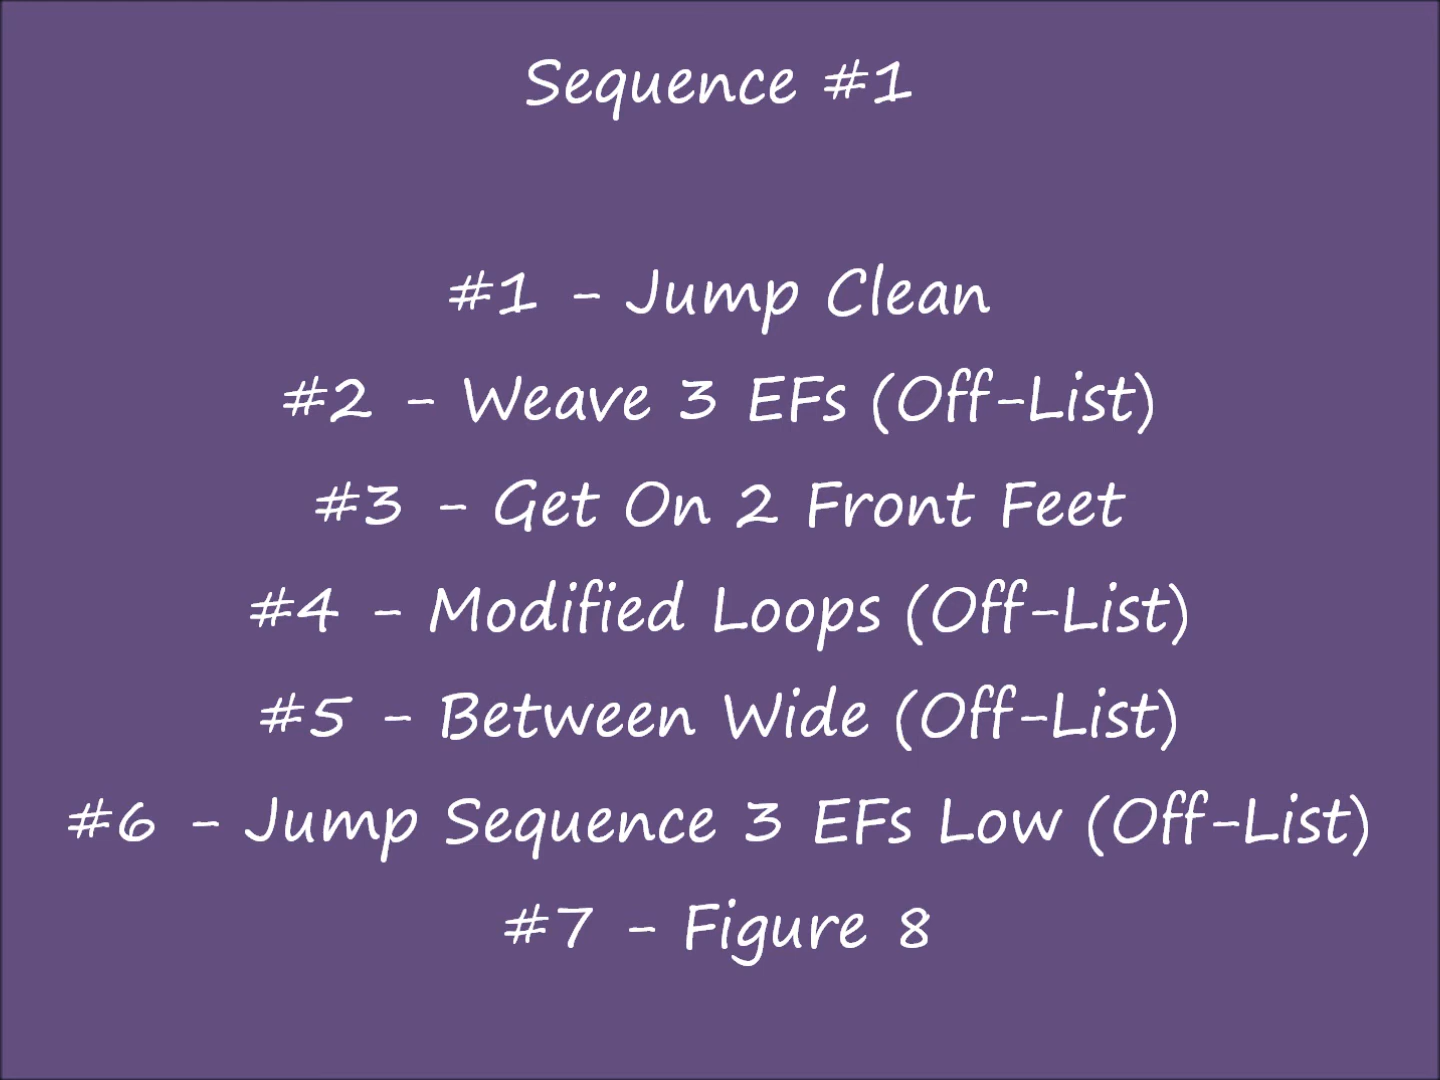 Sequence #1
#1 - Jump Clean
#2 - Weave 3 EFs (Off-List)
#3 - Get On 2 Front Feet
#4 - Modified Loops (Off-List)
#5 - Between Wide (Off-List)
#6 - Jump Sequence 3 EFs Low (Off-List)
#7 - Figure 8